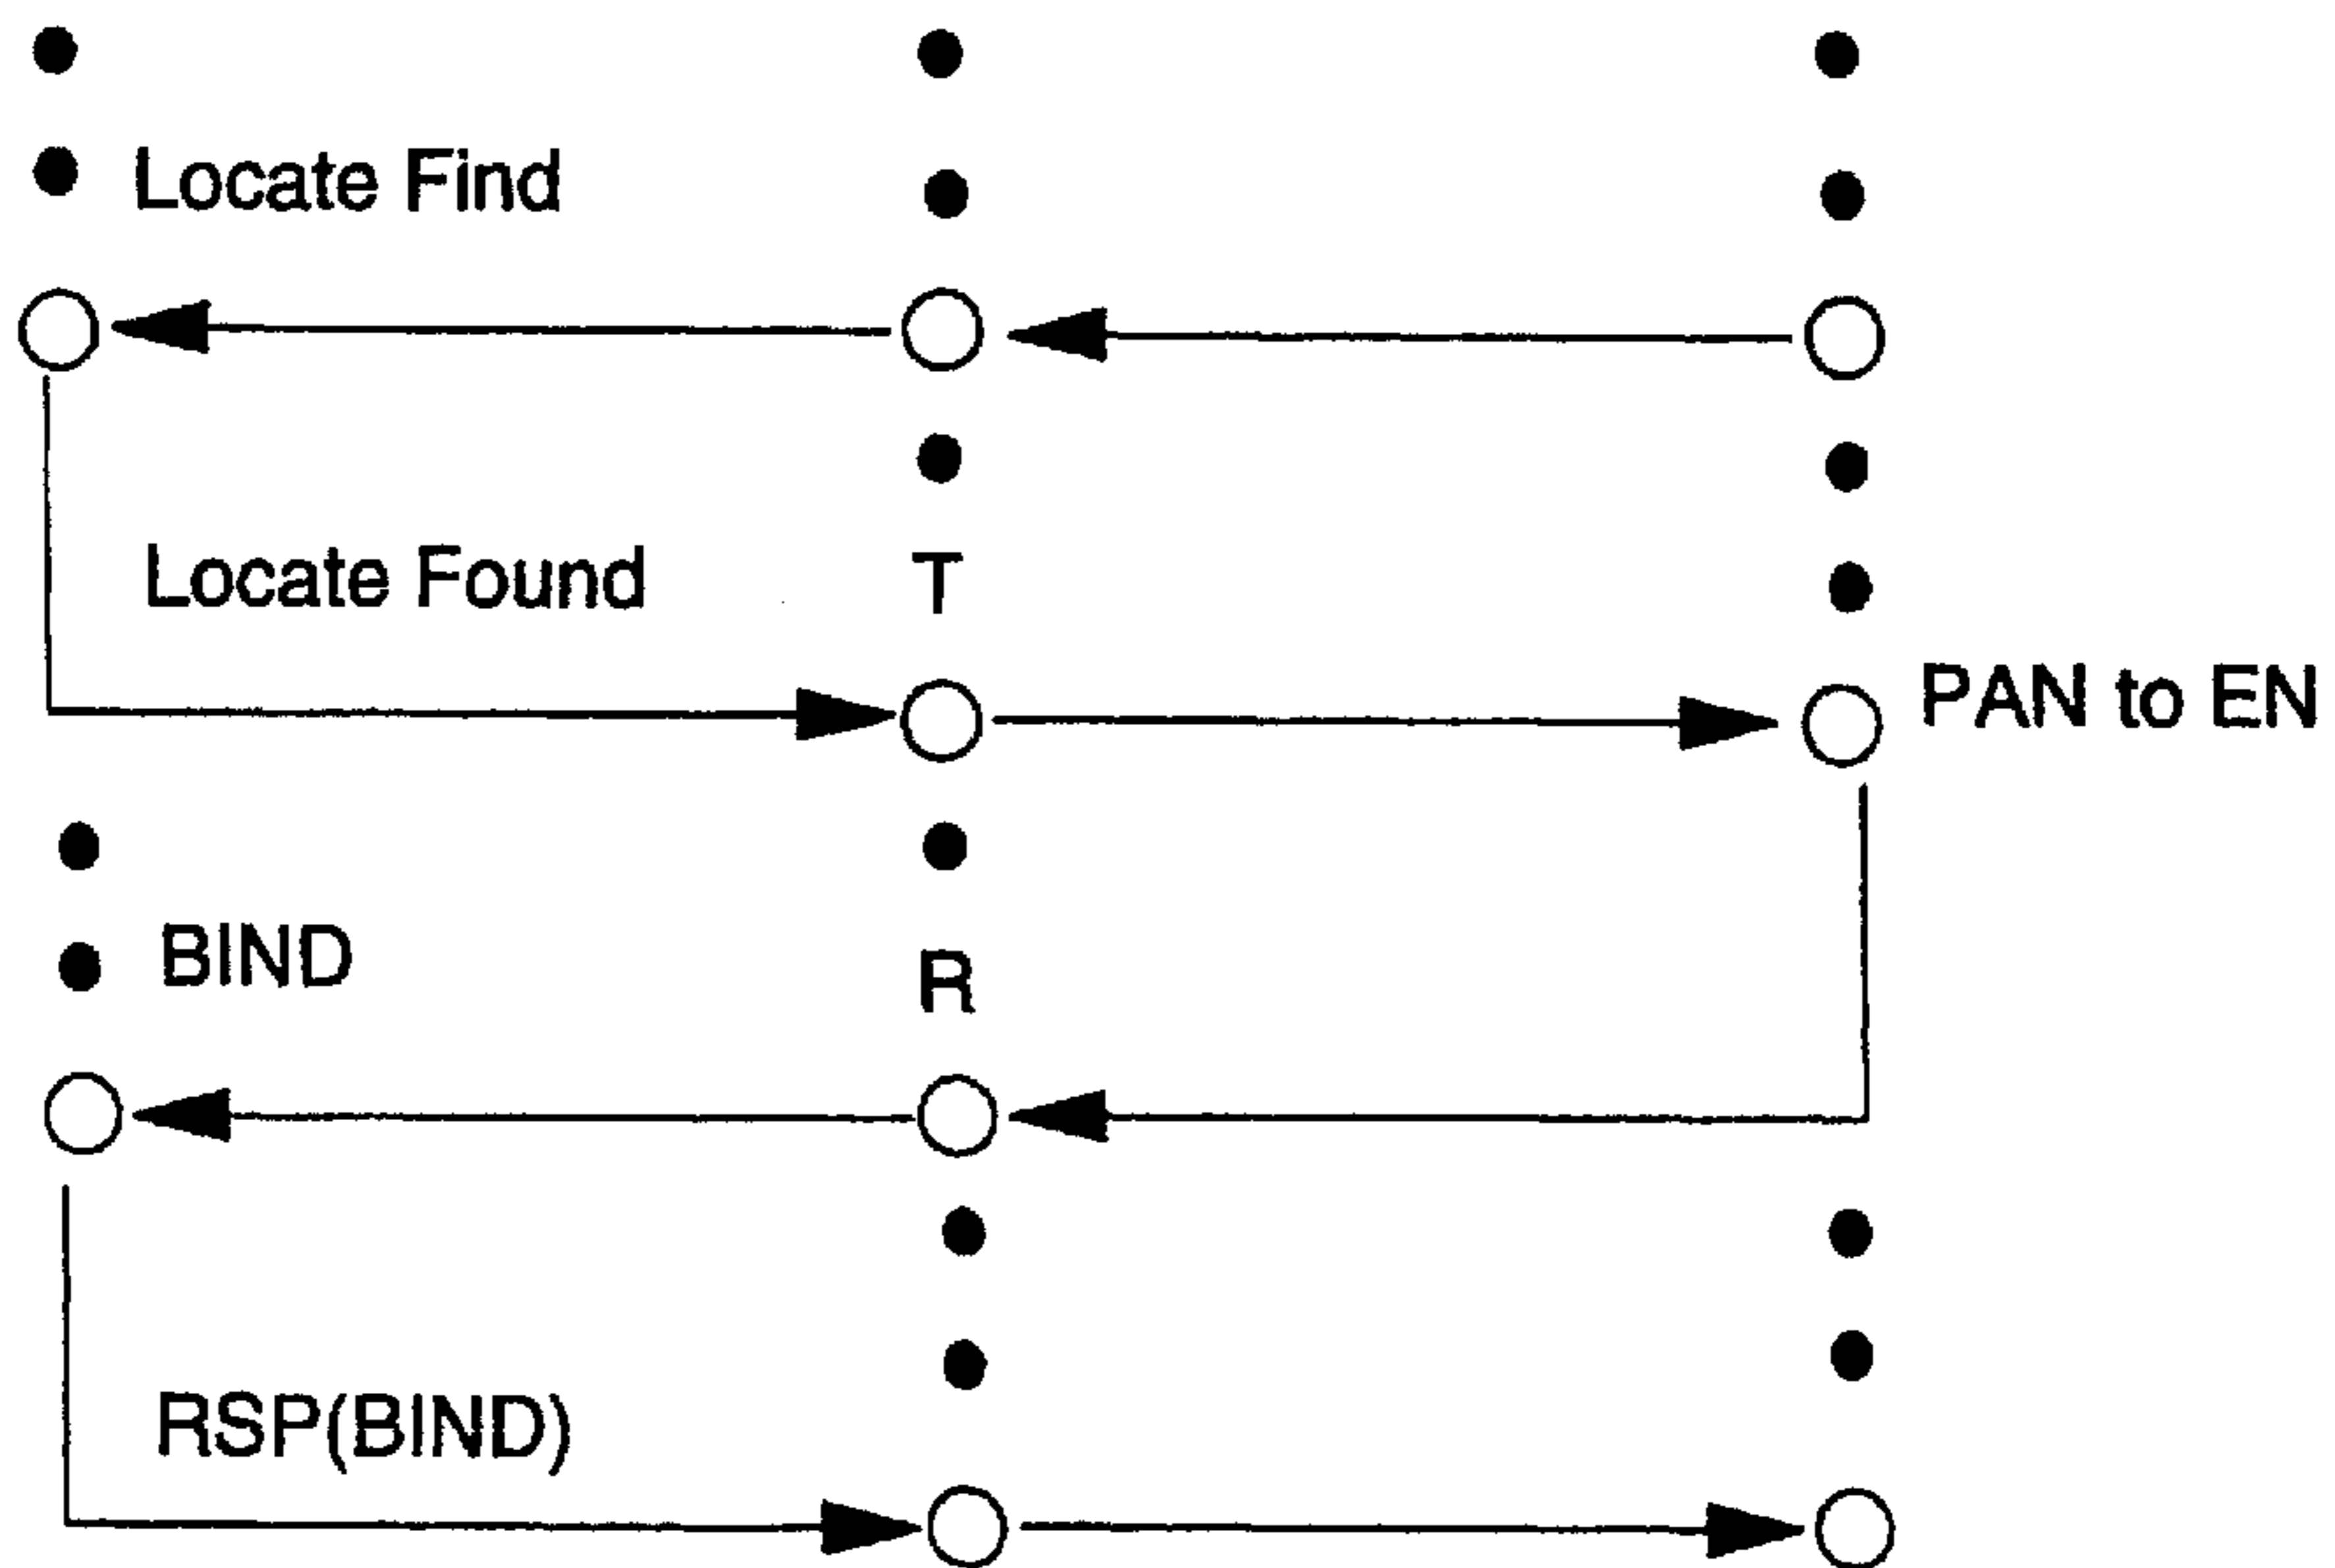 Locate Find
Locate Found
T
PAN to EN
BIND
R
RSP(BIND)